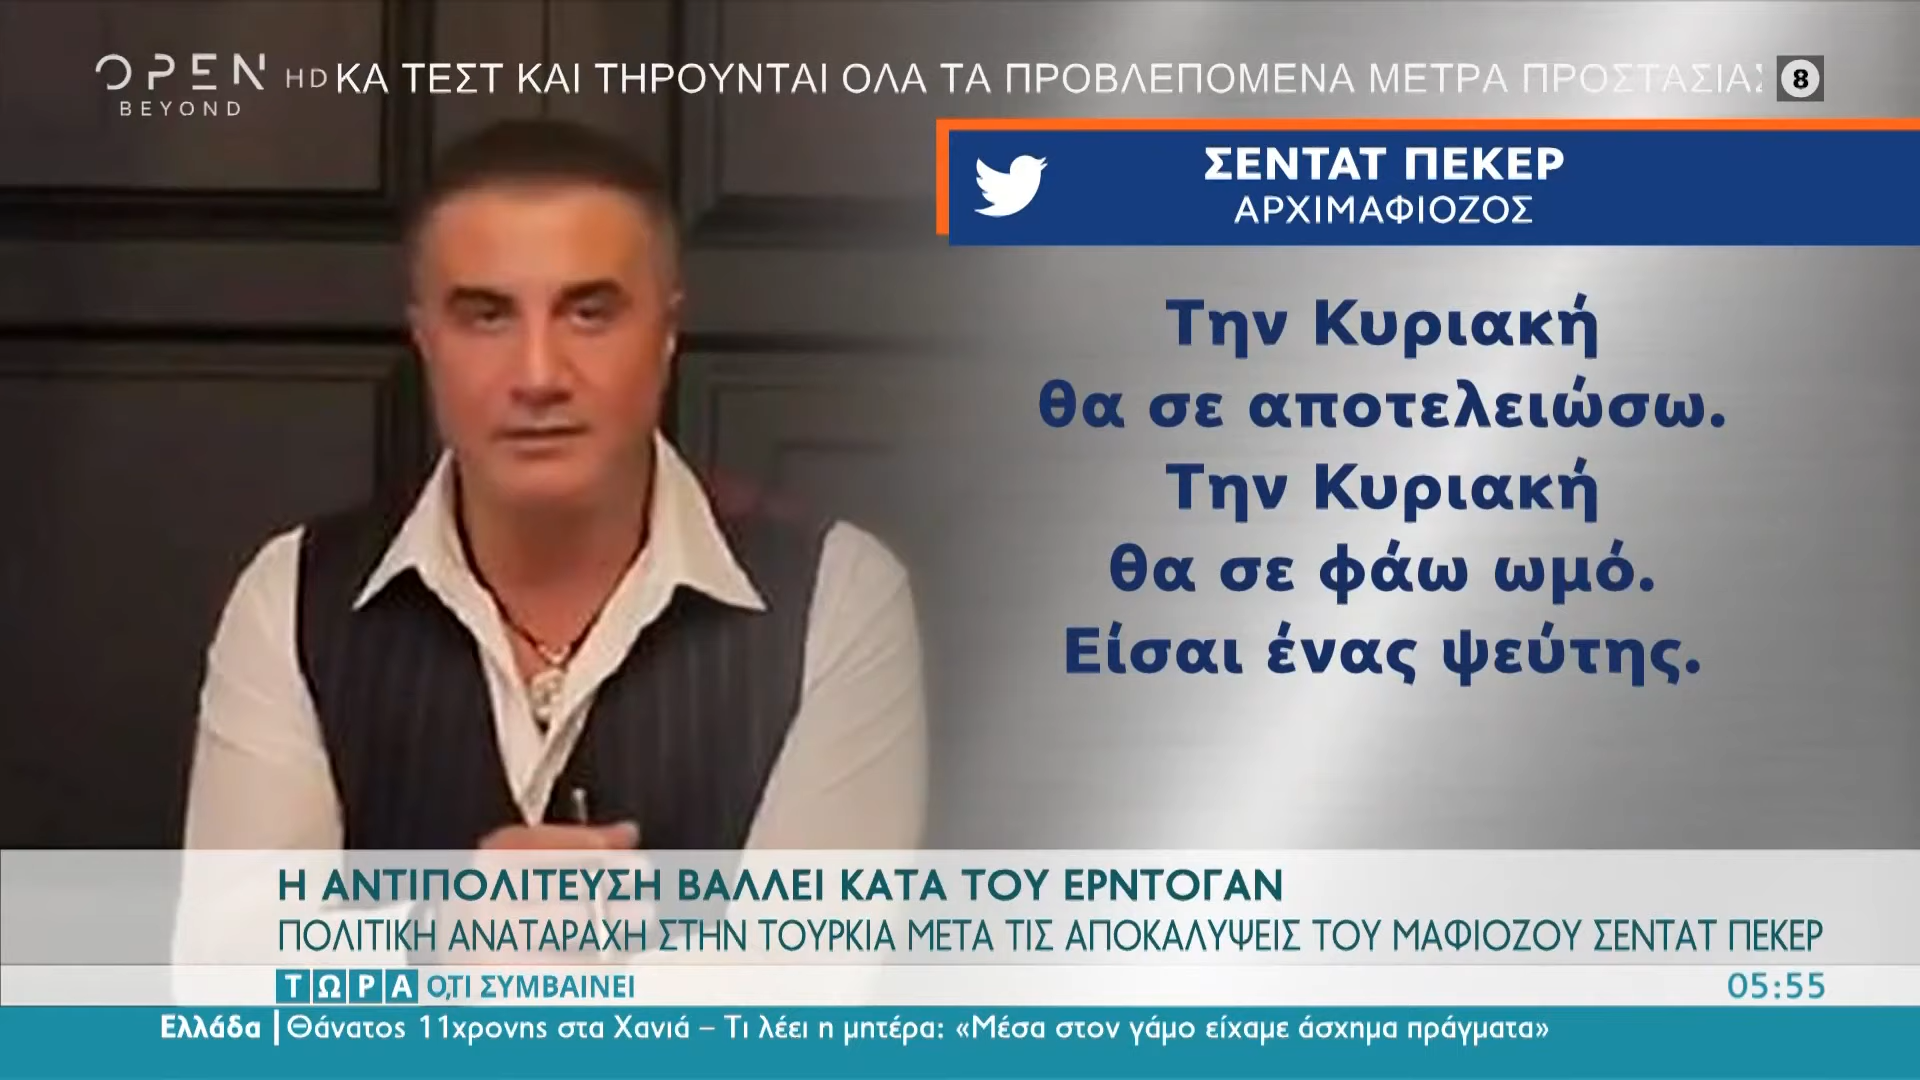 OPEN HD
BEYOND
ΚΑ ΤΕΣΤ ΚΑΙ ΤΗΡΟΥΝΤΑΙ ΟΛΑ ΤΑ ΠΡΟΒΛΕΠΟΜΕΝΑ ΜΕΤΡΑ ΠΡΟΣΤΑΣΙΑΣ
8
ΣΕΝΤΑΤ ΠΕΚΕΡ
ΑΡΧΙΜΑΦΙΟΖΟΣ
Την Κυριακή
θα σε αποτελειώσω.
Την Κυριακή
θα σε φάω ωμό.
Είσαι ένας ψεύτης.
Η ΑΝΤΙΠΟΛΙΤΕΥΣΗ ΒΑΛΛΕΙ ΚΑΤΑ ΤΟΥ ΕΡΝΤΟΓΑΝ
ΠΟΛΙΤΙΚΗ ΑΝΑΤΑΡΑΧΗ ΣΤΗΝ ΤΟΥΡΚΙΑ ΜΕΤΑ ΤΙΣ ΑΠΟΚΑΛΥΨΕΙΣ ΤΟΥ ΜΑΦΙΟΖΟΥ ΣΕΝΤΑΤ ΠΕΚΕΡ
ΤΩΡΑ Ο,ΤΙ ΣΥΜΒΑΙΝΕΙ 05:55
Ελλάδα | Θάνατος 11χρονης στα Χανιά – Τι λέει η μητέρα: «Μέσα στον γάμο είχαμε άσχημα πράγματα»